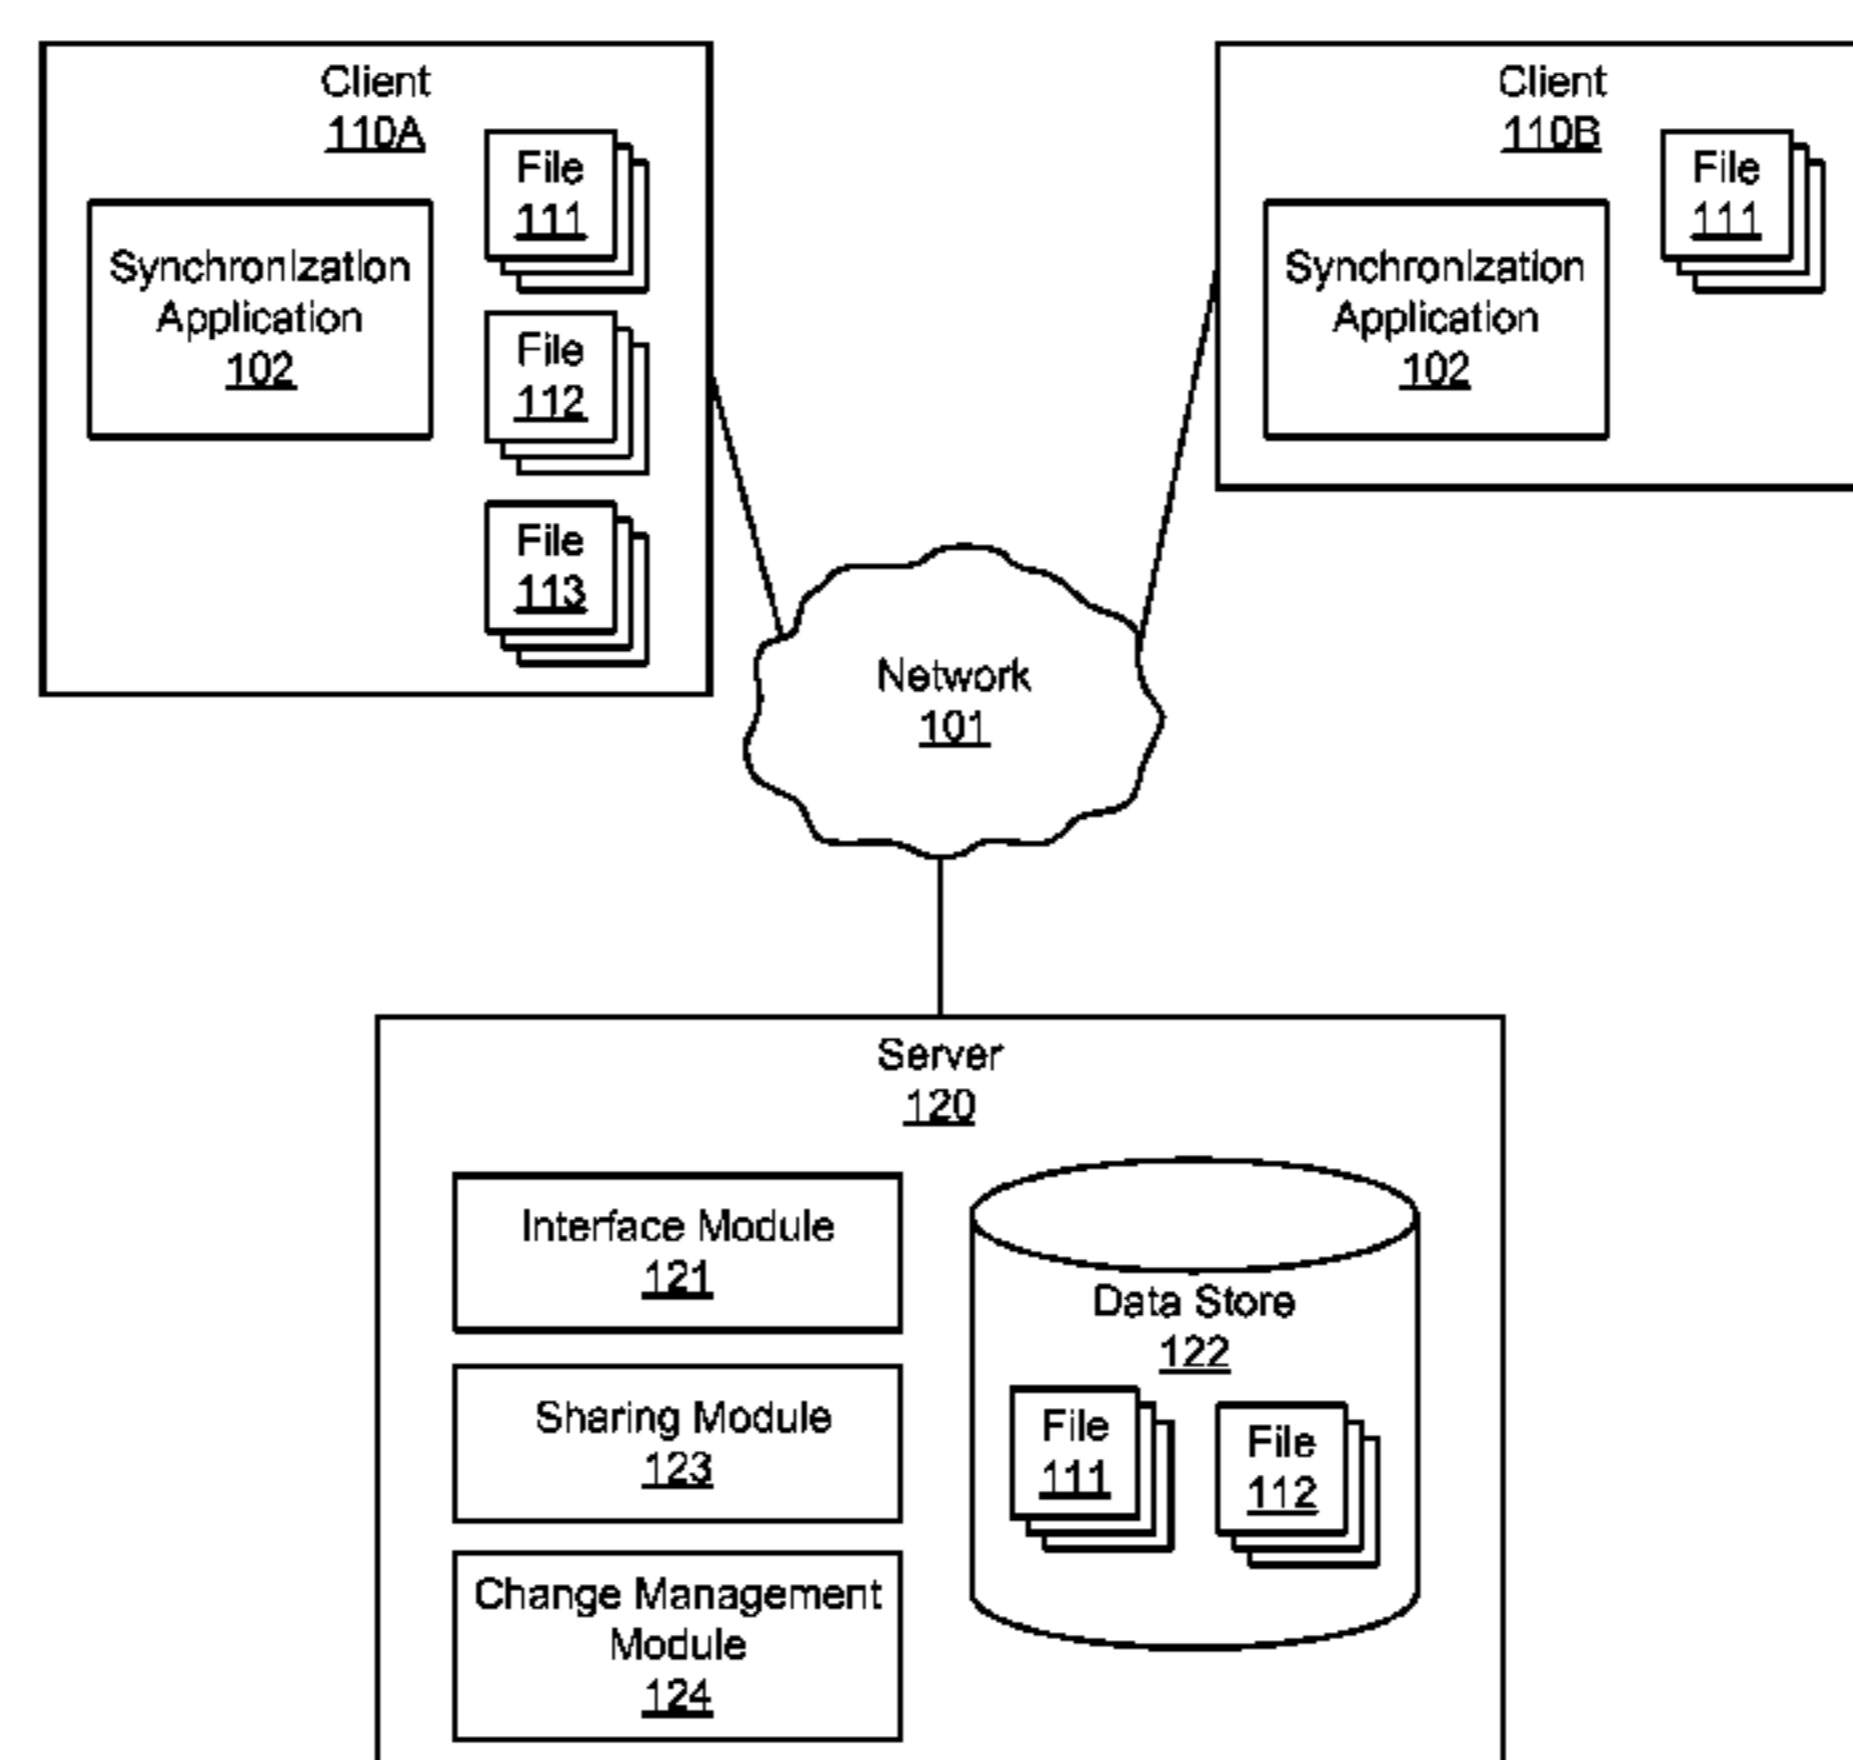 Client
110A
File
111
Synchronization
Application
102
File
112
File
113
Client
110B
File
111
Synchronization
Application
102
Network
101
Server
120
Interface Module
121
Sharing Module
123
Change Management
Module
124
Data Store
122
File
111
File
112